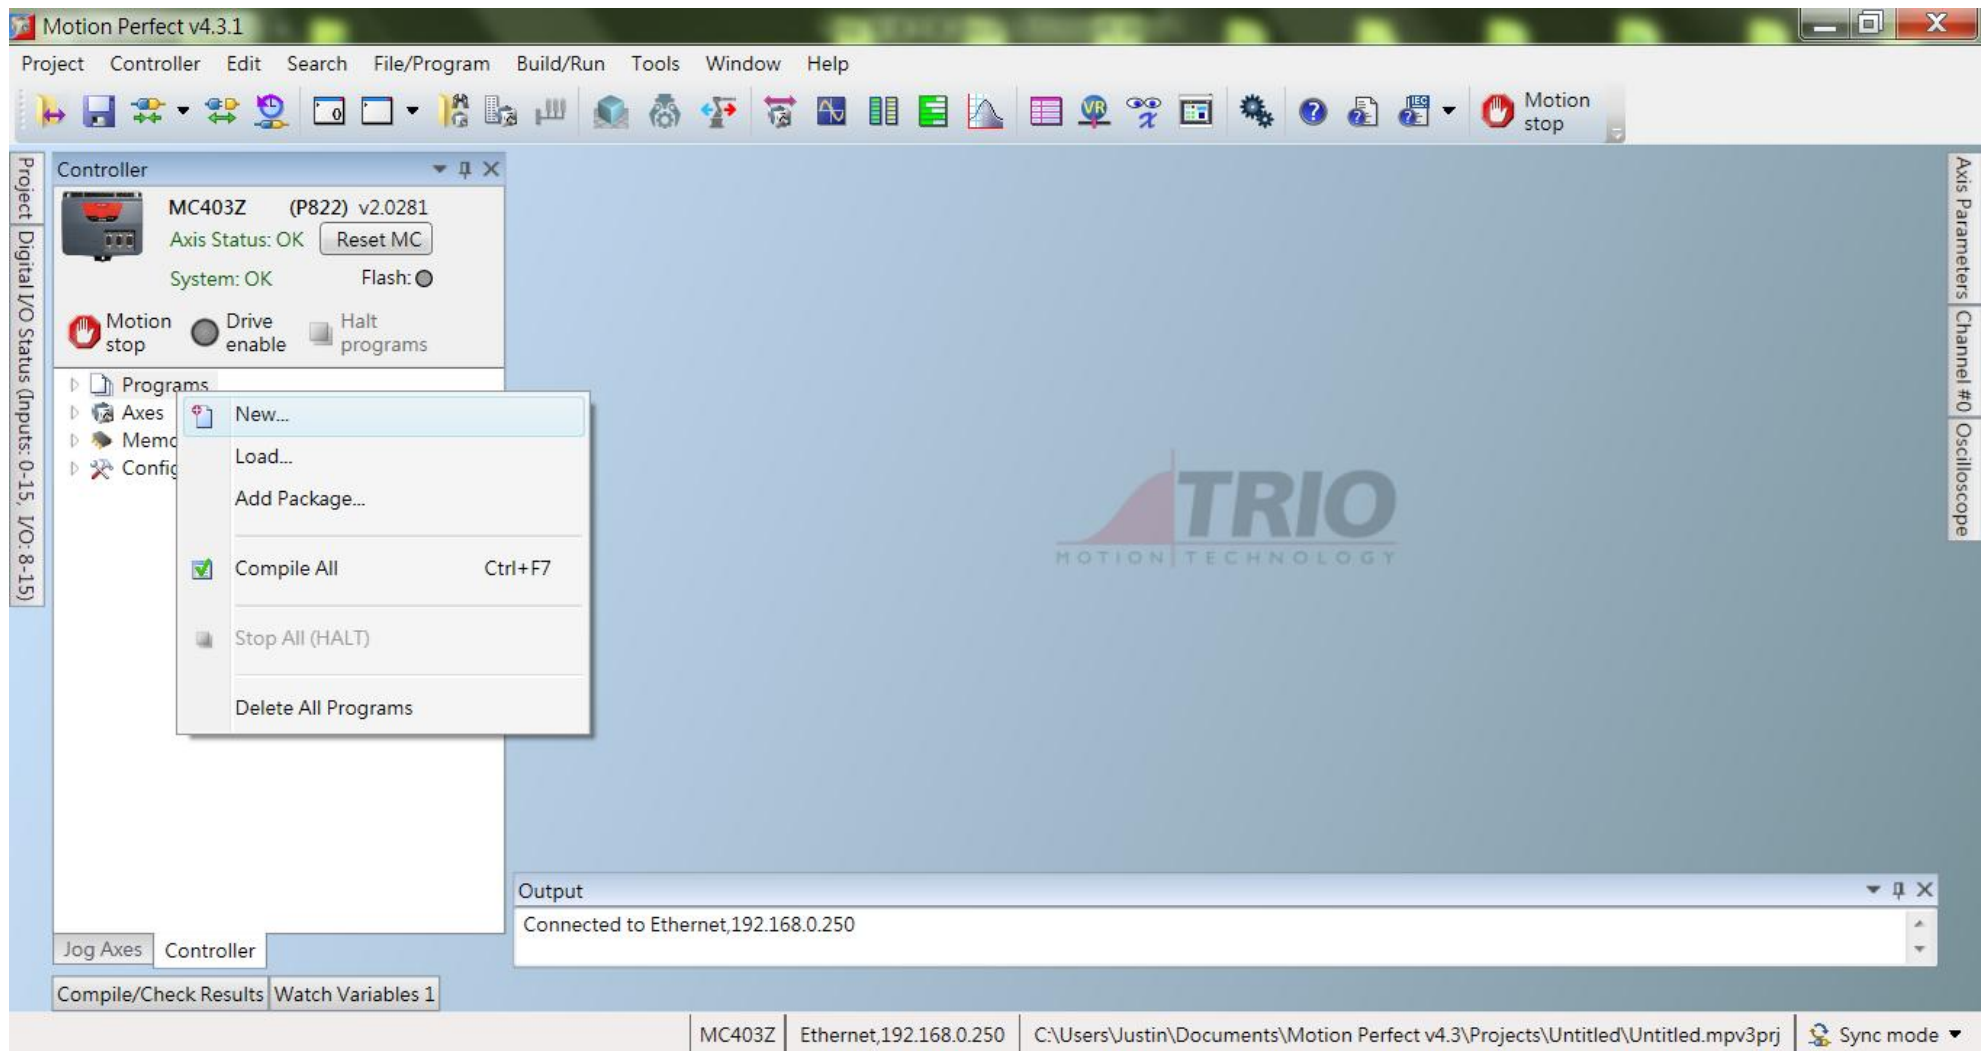 Motion Perfect v4.3.1
Project Controller Edit Search File/Program Build/Run Tools Window Help
Motion
stop
Project
Digital I/O Status (Inputs: 0-15, I/O: 8-15)
Controller
MC403Z (P822) v2.0281
Axis Status: OK Reset MC
System: OK Flash:
Motion
stop
Drive
enable
Halt
programs
Programs
Axes
Memo
Config
New...
Load...
Add Package...
Compile All Ctrl+F7
Stop All (HALT)
Delete All Programs
TRIO
MOTION TECHNOLOGY
Axis Parameters
Channel #0
Oscilloscope
Output
Connected to Ethernet,192.168.0.250
Jog Axes Controller
Compile/Check Results Watch Variables 1
MC403Z Ethernet,192.168.0.250 C:\Users\Justin\Documents\Motion Perfect v4.3\Projects\Untitled\Untitled.mpv3prj Sync mode